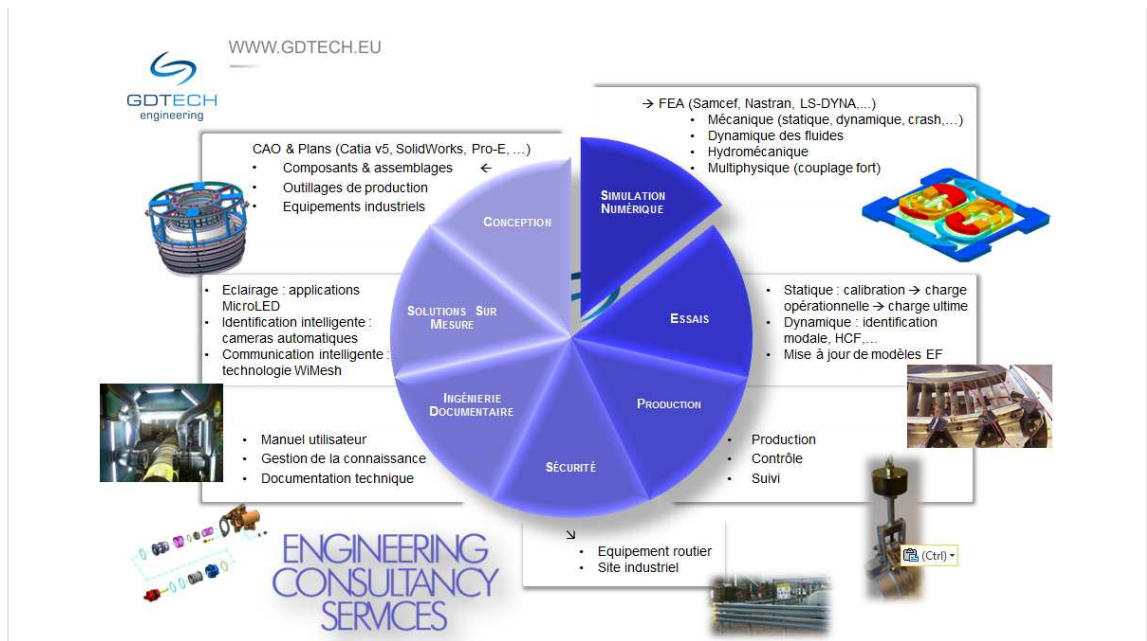 WWW.GDTECH.EU
GDTECH
engineering
→ FEA (Samcef, Nastran, LS-DYNA,...)
• Mécanique (statique, dynamique, crash,...)
• Dynamique des fluides
• Hydromécanique
• Multiphysique (couplage fort)
CAO & Plans (Catia v5, SolidWorks, Pro-E, ...)
• Composants & assemblages ←
• Outillages de production
• Equipements industriels
SIMULATION
NUMÉRIQUE
CONCEPTION
• Eclairage : applications
MicroLED
• Identification intelligente :
cameras automatiques
• Communication intelligente :
technologie WiMesh
SOLUTIONS SUR
MESURE
ESSAIS
• Statique : calibration → charge
opérationnelle → charge ultime
• Dynamique : identification
modale, HCF,...
• Mise à jour de modèles EF
INGÉNIERIE
DOCUMENTAIRE
PRODUCTION
• Manuel utilisateur
• Gestion de la connaissance
• Documentation technique
SÉCURITÉ
• Production
• Contrôle
• Suivi
↘
• Equipement routier
• Site industriel
ENGINEERING
CONSULTANCY
SERVICES
(Ctrl)